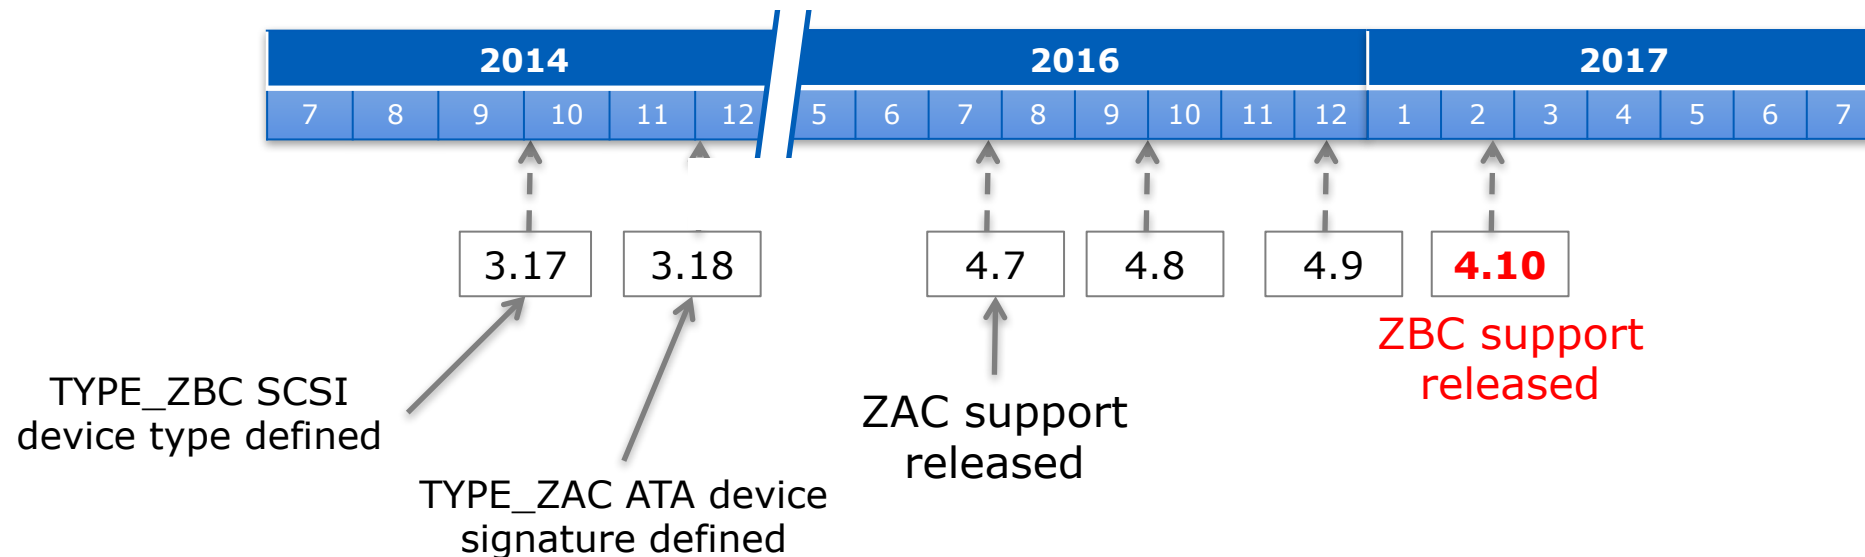 2014 2016 2017
7 8 9 10 11 12 5 6 7 8 9 10 11 12 1 2 3 4 5 6 7
3.17 3.18 4.7 4.8 4.9 4.10
ZBC support
released
TYPE_ZBC SCSI
device type defined
ZAC support
released
TYPE_ZAC ATA device
signature defined